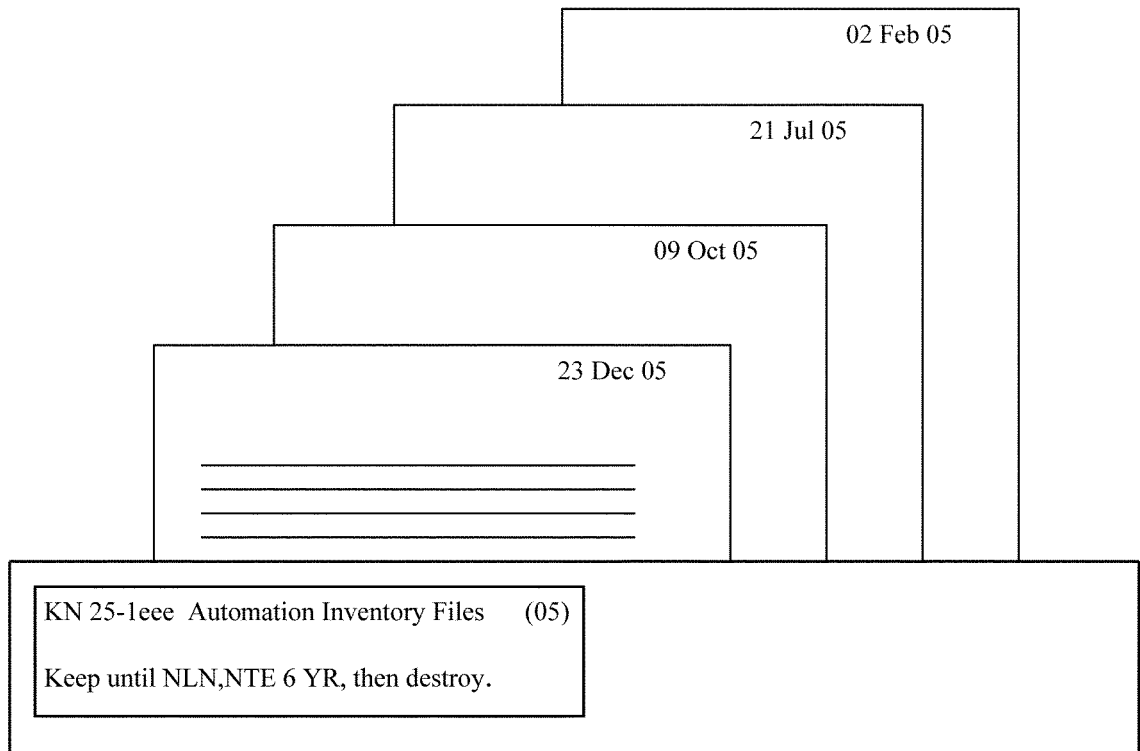 02 Feb 05
21 Jul 05
09 Oct 05
23 Dec 05
KN 25-1eee Automation Inventory Files (05)
Keep until NLN,NTE 6 YR, then destroy.